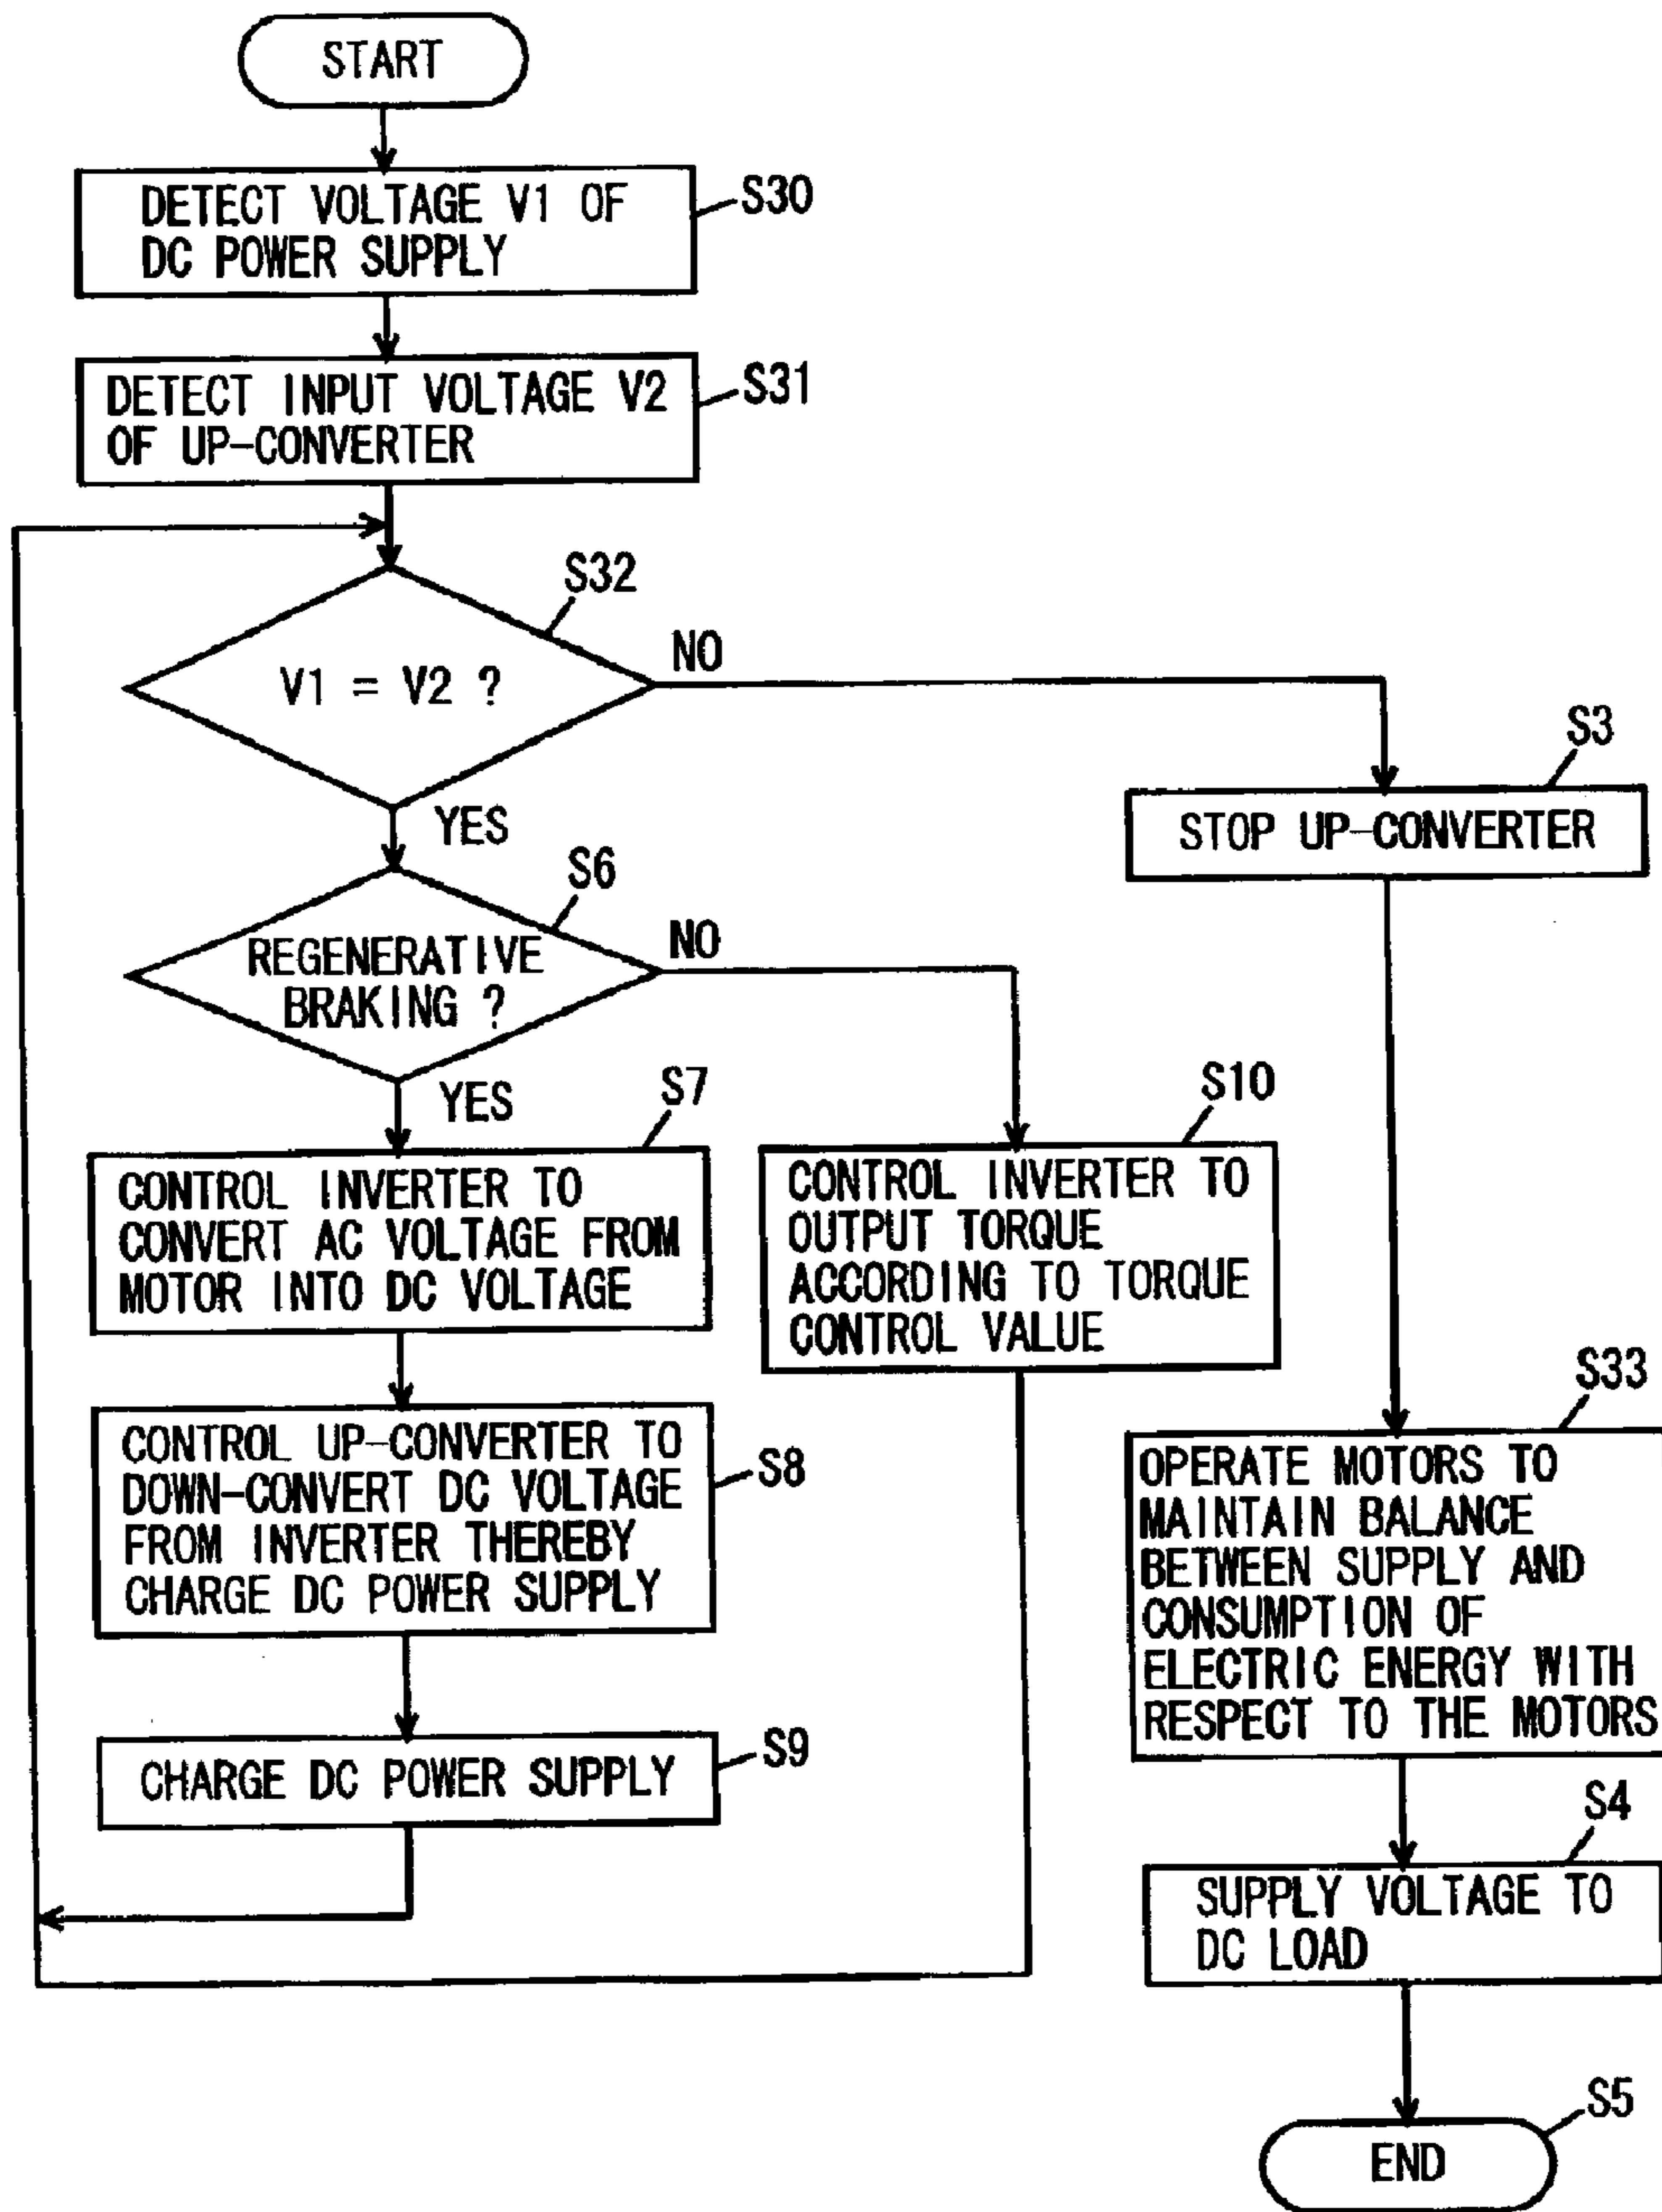 START
DETECT VOLTAGE V1 OF
DC POWER SUPPLY
S30
DETECT INPUT VOLTAGE V2
OF UP-CONVERTER
S31
S32
V1 = V2 ?
NO
YES
S3
STOP UP-CONVERTER
S6
REGENERATIVE
BRAKING ?
NO
YES
S7
CONTROL INVERTER TO
CONVERT AC VOLTAGE FROM
MOTOR INTO DC VOLTAGE
S10
CONTROL INVERTER TO
OUTPUT TORQUE
ACCORDING TO TORQUE
CONTROL VALUE
CONTROL UP-CONVERTER TO
DOWN-CONVERT DC VOLTAGE
FROM INVERTER THEREBY
CHARGE DC POWER SUPPLY
S8
S33
OPERATE MOTORS TO
MAINTAIN BALANCE
BETWEEN SUPPLY AND
CONSUMPTION OF
ELECTRIC ENERGY WITH
RESPECT TO THE MOTORS
CHARGE DC POWER SUPPLY
S9
S4
SUPPLY VOLTAGE TO
DC LOAD
S5
END